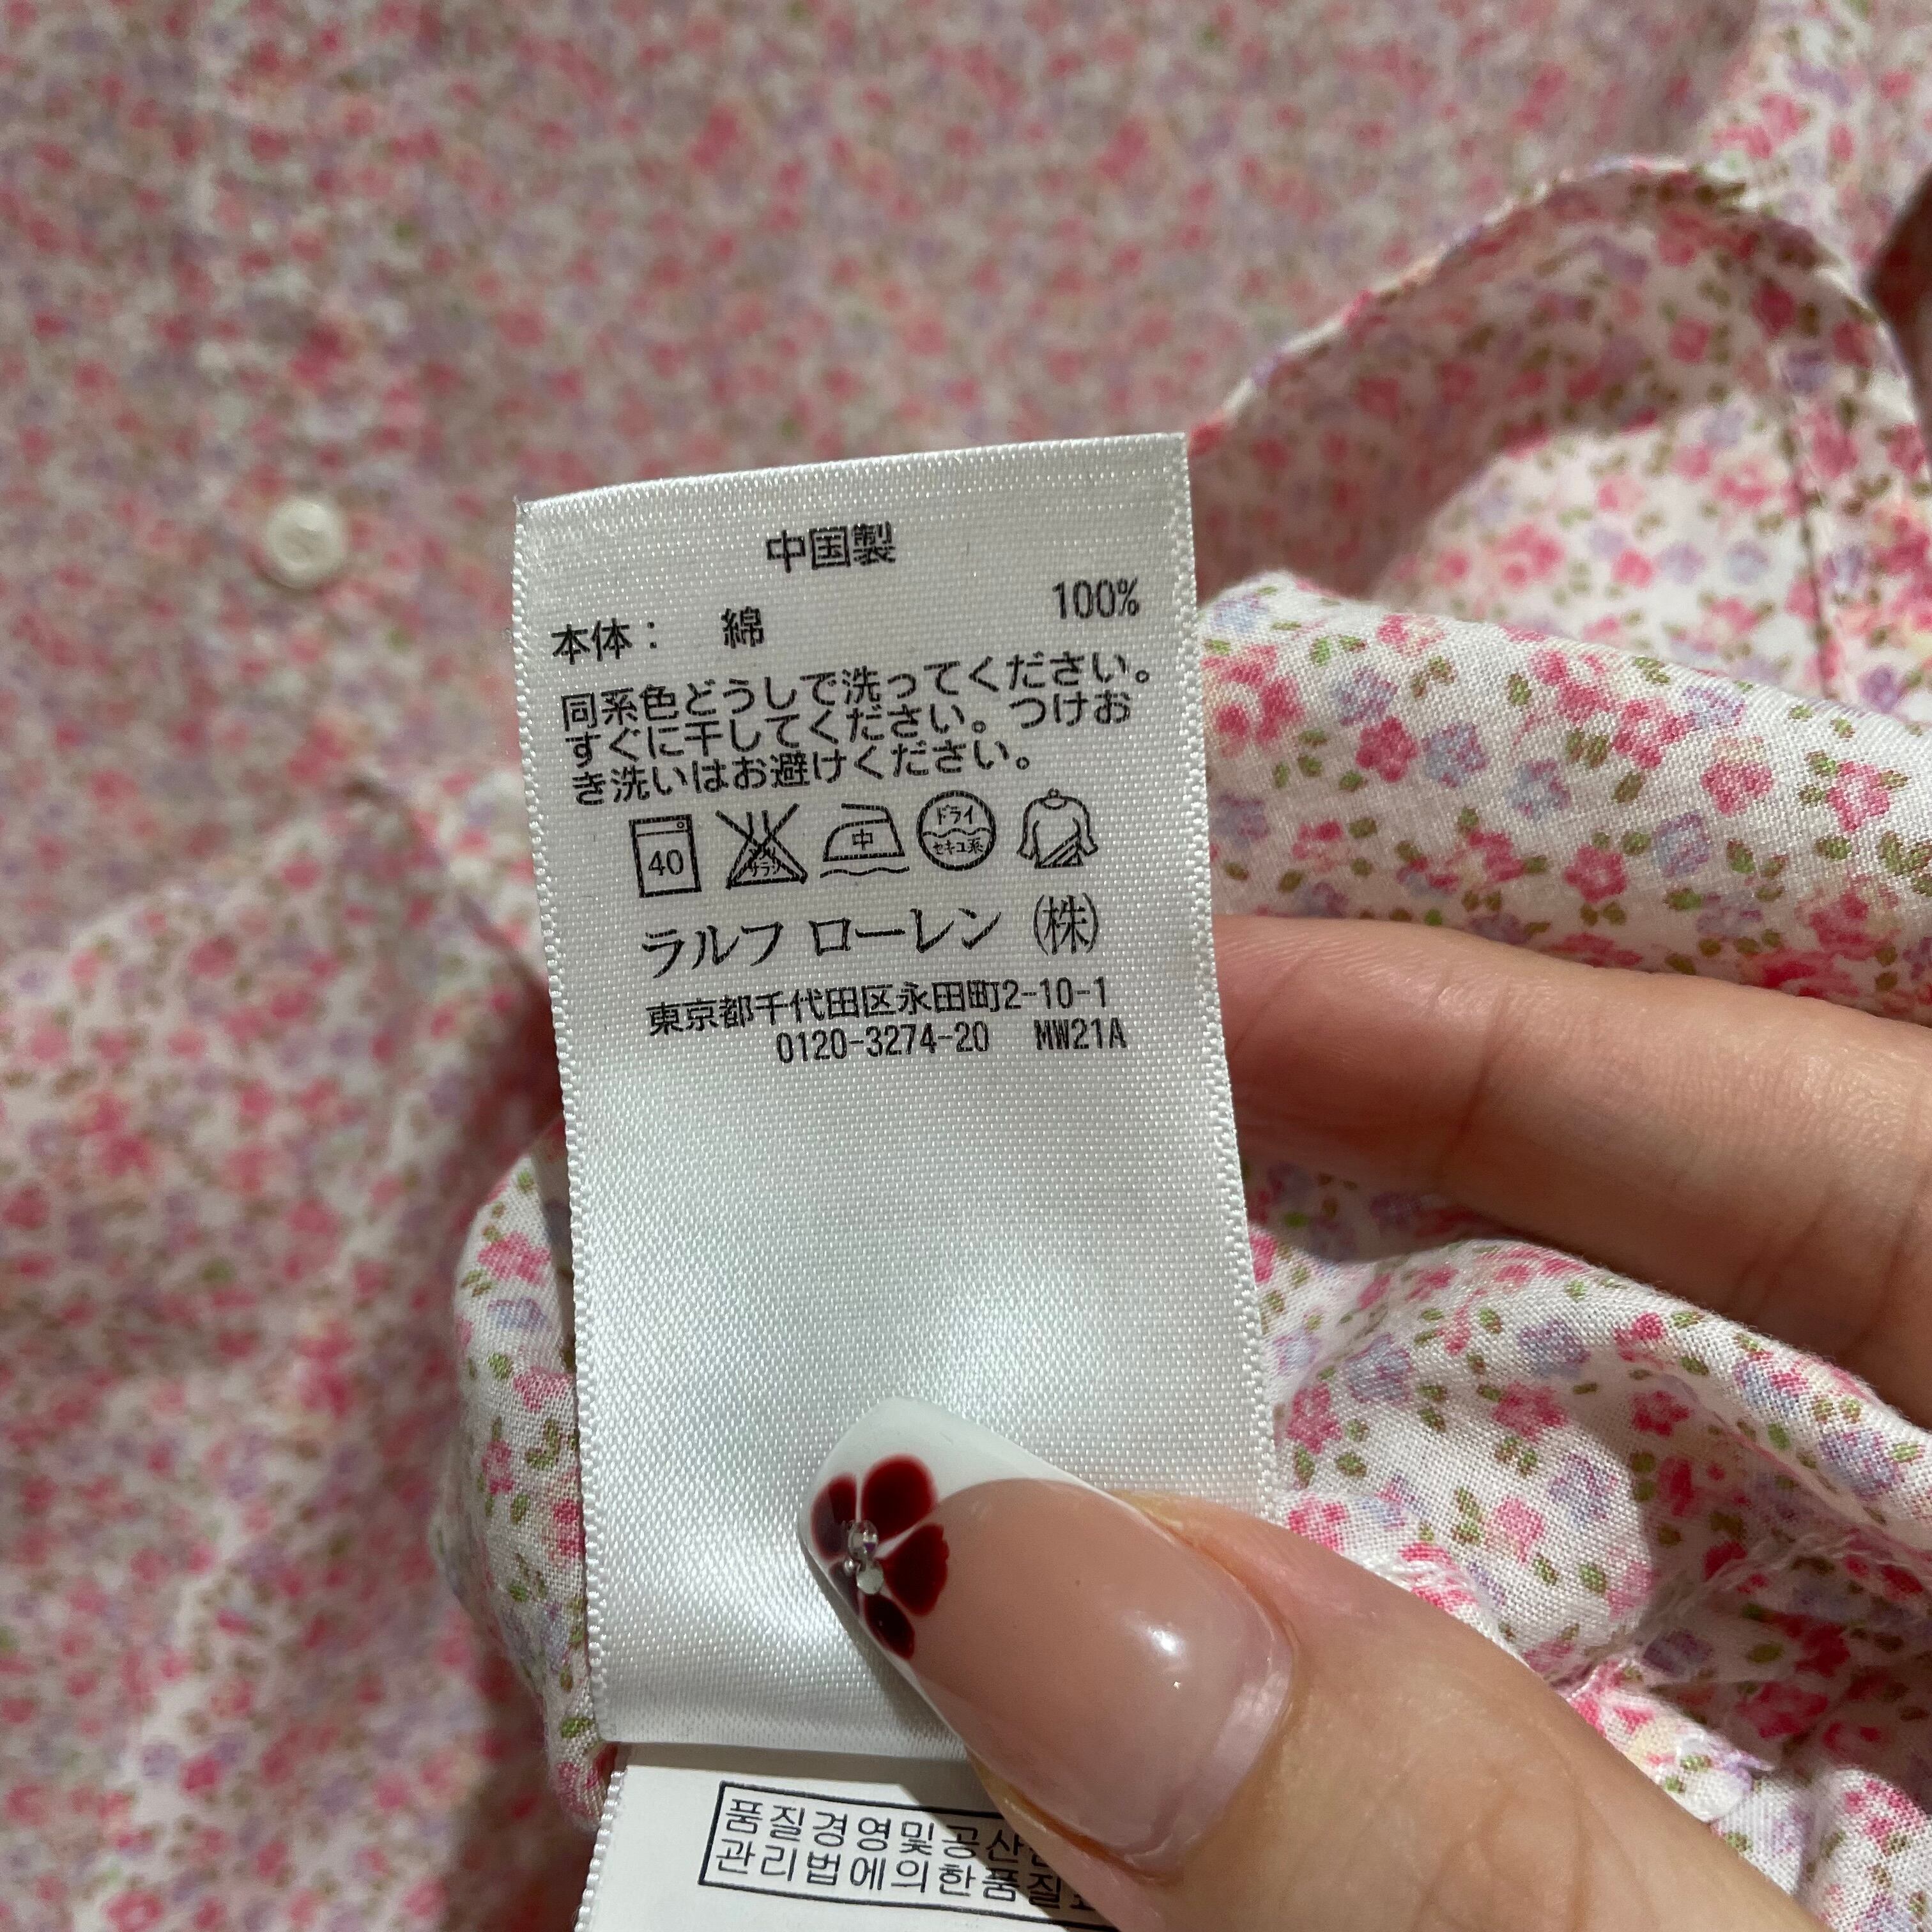 中国製
本体： 綿 100%
同系色どうしで洗ってください。
すぐに干してください。つけお
き洗いはお避けください。
40 中 ドライ セキユ系
ラルフ ローレン ㈱
東京都千代田区永田町2-10-1
0120-3274-20 MW21A
품질경영및공산
관리법에의한품질